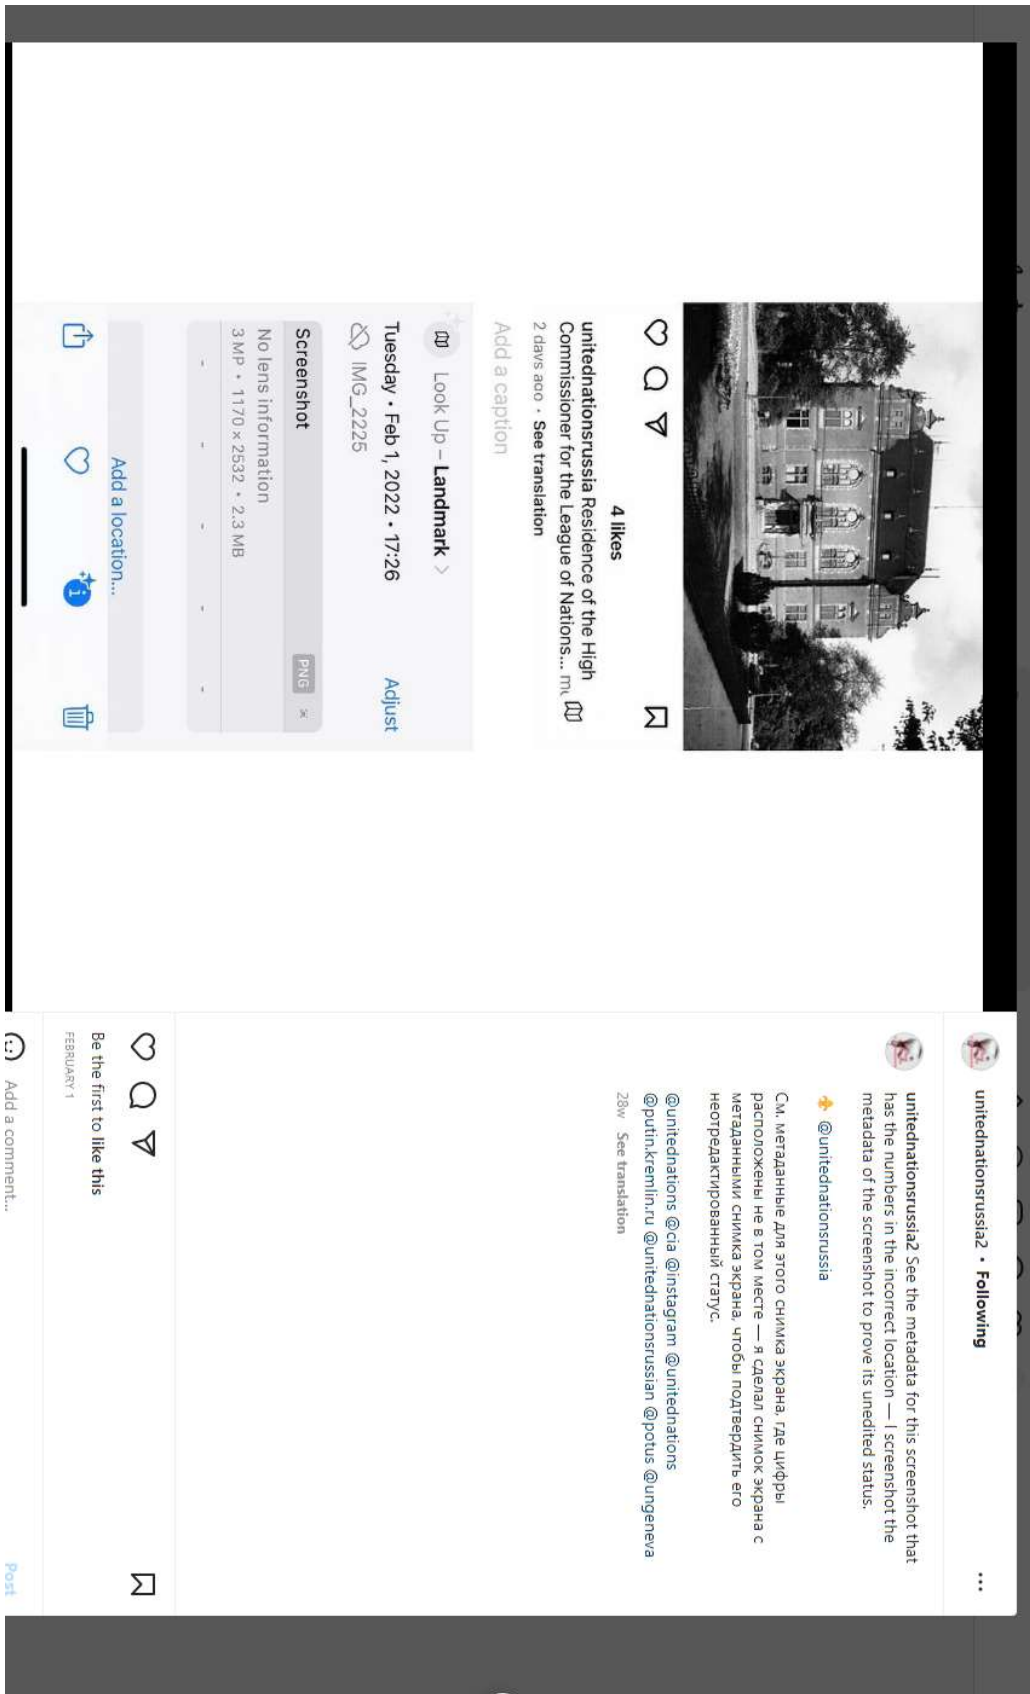 4 likes
unitednationsrussia Residence of the High
Commissioner for the League of Nations...
2 days ago • See translation
Add a caption
Look Up – Landmark >
Tuesday • Feb 1, 2022 • 17:26
Adjust
IMG_2225
Screenshot
PNG
No lens information
3 MP • 1170 x 2532 • 2.3 MB
- - - - -
Add a location...
unitednationsrussia2 • Following
unitednationsrussia2 See the metadata for this screenshot that
has the numbers in the incorrect location — I screenshot the
metadata of the screenshot to prove its unedited status.
@unitednationsrussia
См. метаданные для этого снимка экрана, где цифры
расположены не в том месте — я сделал снимок экрана с
метаданными снимка экрана, чтобы подтвердить его
неотредактированный статус.
@unitednations @cia @instagram @unitednations
@putin.kremlin.ru @unitednationsrussian @potus @ungeneva
28w See translation
Be the first to like this
FEBRUARY 1
Add a comment...
Post